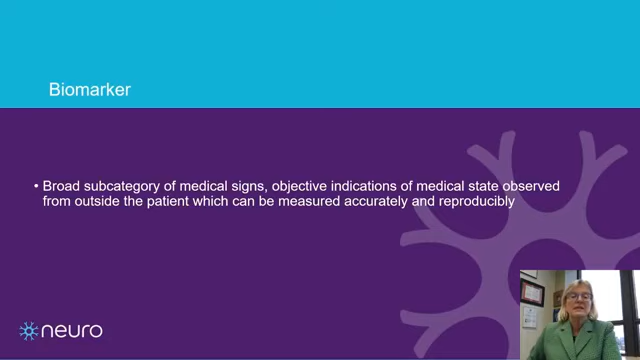 Biomarker
• Broad subcategory of medical signs, objective indications of medical state observed
from outside the patient which can be measured accurately and reproducibly
neuro